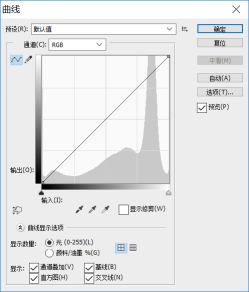 曲线
预设(R): 默认值
确定
通道(C): RGB
复位
平滑(M)
自动(A)
选项(T)...
预览(P)
输出(O):
输入(I):
显示修剪(W)
曲线显示选项
显示数量: 光 (0-255)(L)
颜料/油墨 %(G)
显示: 通道叠加(V) 基线(B)
直方图(H) 交叉线(N)